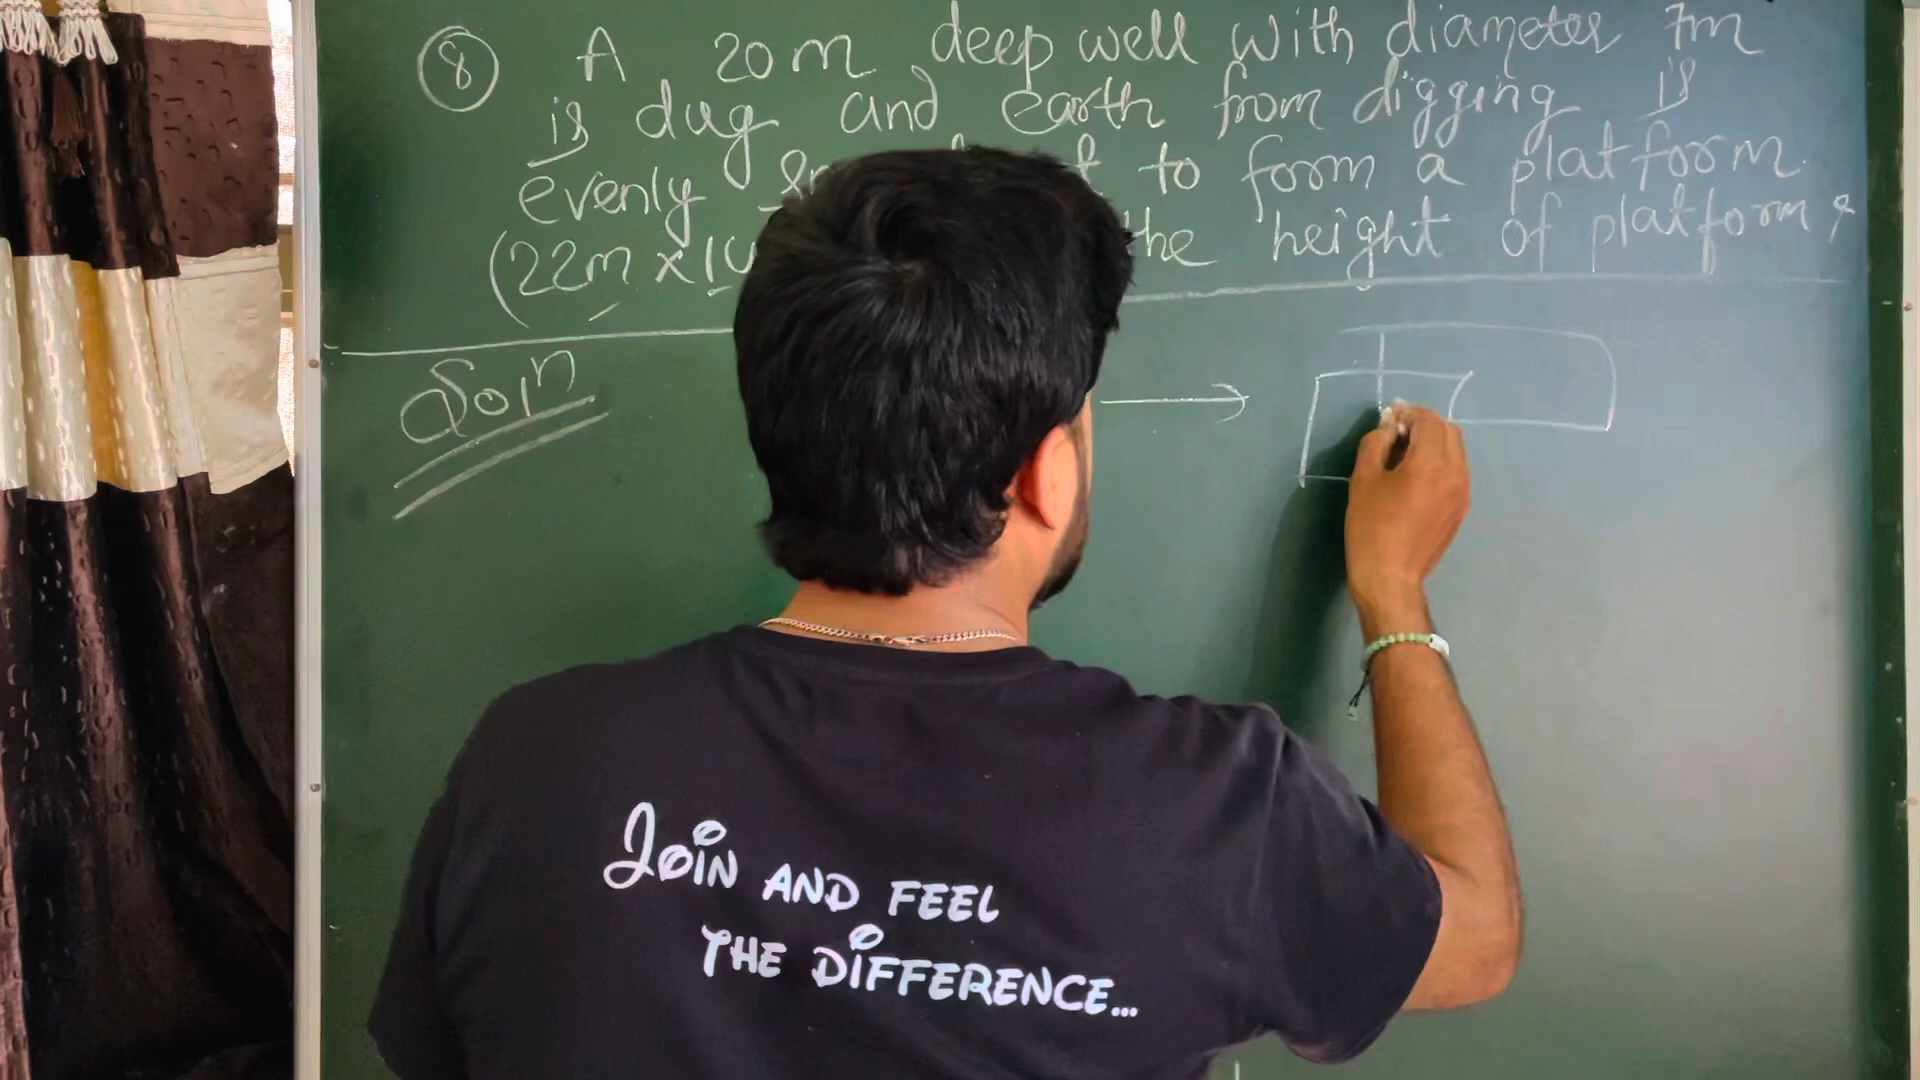 8 A 20m deep well with diameter 7m
is dug and earth from digging is
evenly to form a platform
(22m × 14 the height of platform ?
Solⁿ
Join and feel
the difference...